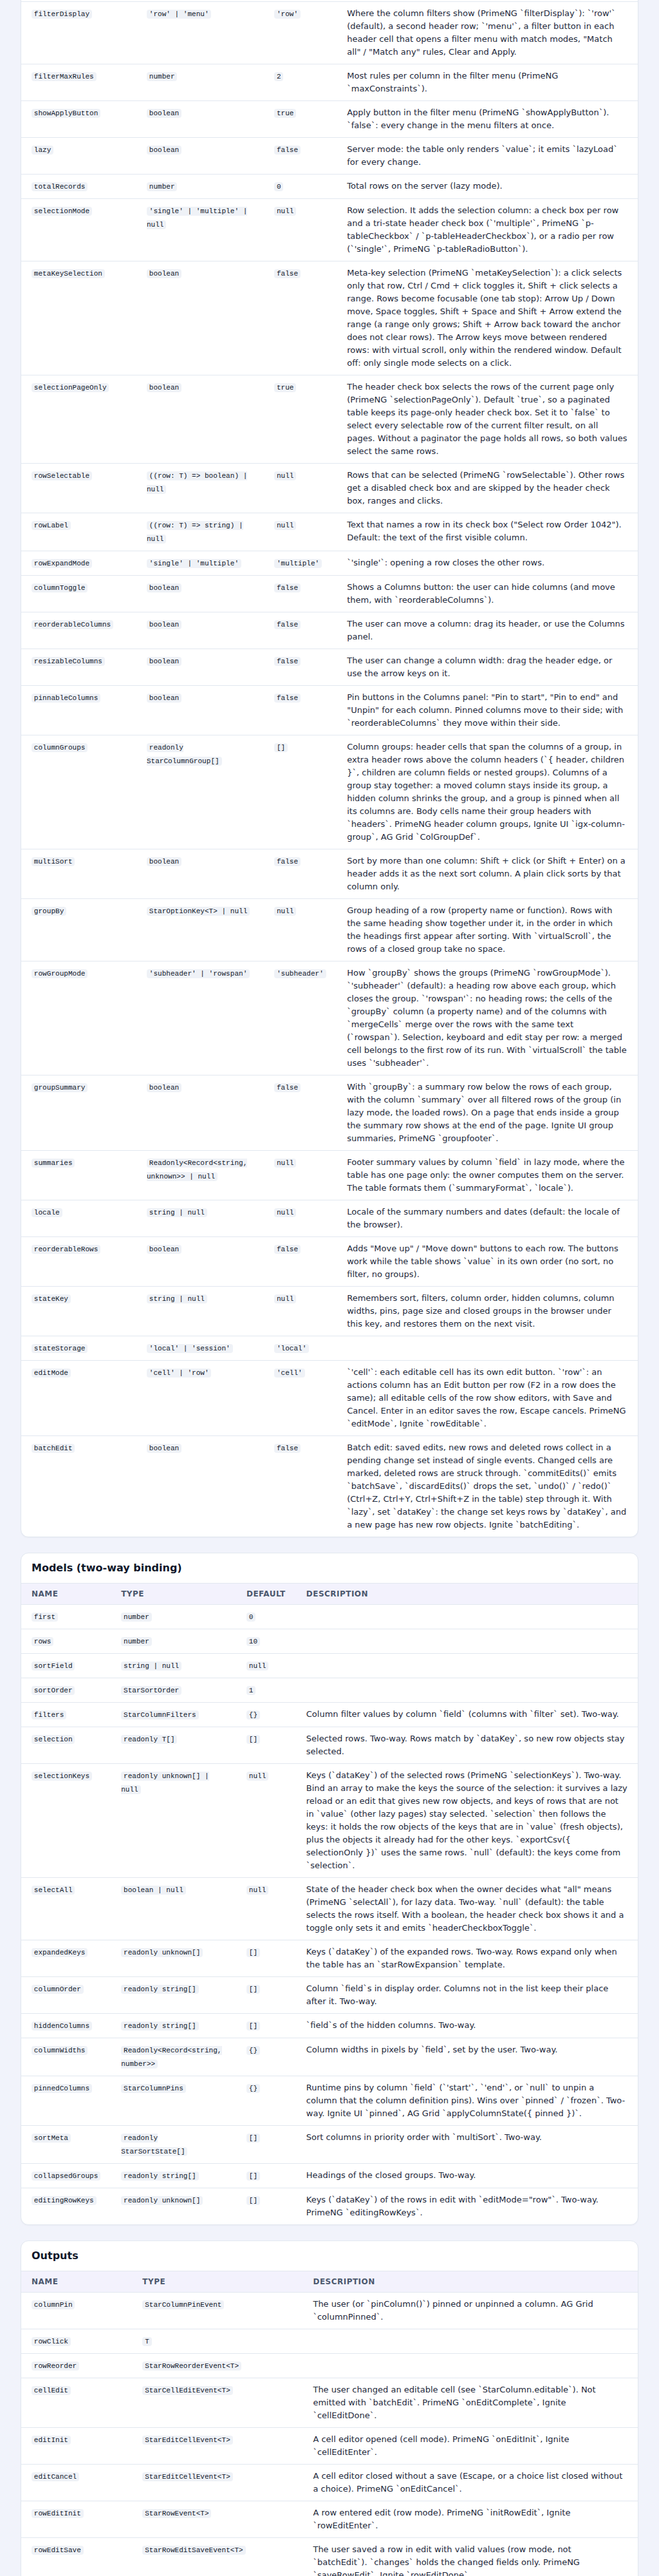 filterDisplay 'row' | 'menu' 'row' Where the column filters show (PrimeNG `filterDisplay`): `'row'`
(default), a second header row; `'menu'`, a filter button in each
header cell that opens a filter menu with match modes, "Match
all" / "Match any" rules, Clear and Apply.
filterMaxRules number 2 Most rules per column in the filter menu (PrimeNG
`maxConstraints`).
showApplyButton boolean true Apply button in the filter menu (PrimeNG `showApplyButton`).
`false`: every change in the menu filters at once.
lazy boolean false Server mode: the table only renders `value`; it emits `lazyLoad`
for every change.
totalRecords number 0 Total rows on the server (lazy mode).
selectionMode 'single' | 'multiple' | null Row selection. It adds the selection column: a check box per row
null and a tri-state header check box (`'multiple'`, PrimeNG `p-
tableCheckbox` / `p-tableHeaderCheckbox`), or a radio per row
(`'single'`, PrimeNG `p-tableRadioButton`).
metaKeySelection boolean false Meta-key selection (PrimeNG `metaKeySelection`): a click selects
only that row, Ctrl / Cmd + click toggles it, Shift + click selects a
range. Rows become focusable (one tab stop): Arrow Up / Down
move, Space toggles, Shift + Space and Shift + Arrow extend the
range (a range only grows; Shift + Arrow back toward the anchor
does not clear rows). The Arrow keys move between rendered
rows: with virtual scroll, only within the rendered window. Default
off: only single mode selects on a click.
selectionPageOnly boolean true The header check box selects the rows of the current page only
(PrimeNG `selectionPageOnly`). Default `true`, so a paginated
table keeps its page-only header check box. Set it to `false` to
select every selectable row of the current filter result, on all
pages. Without a paginator the page holds all rows, so both values
select the same rows.
rowSelectable ((row: T) => boolean) | null Rows that can be selected (PrimeNG `rowSelectable`). Other rows
null get a disabled check box and are skipped by the header check
box, ranges and clicks.
rowLabel ((row: T) => string) | null Text that names a row in its check box ("Select row Order 1042").
null Default: the text of the first visible column.
rowExpandMode 'single' | 'multiple' 'multiple' `'single'`: opening a row closes the other rows.
columnToggle boolean false Shows a Columns button: the user can hide columns (and move
them, with `reorderableColumns`).
reorderableColumns boolean false The user can move a column: drag its header, or use the Columns
panel.
resizableColumns boolean false The user can change a column width: drag the header edge, or
use the arrow keys on it.
pinnableColumns boolean false Pin buttons in the Columns panel: "Pin to start", "Pin to end" and
"Unpin" for each column. Pinned columns move to their side; with
`reorderableColumns` they move within their side.
columnGroups readonly [] Column groups: header cells that span the columns of a group, in
StarColumnGroup[] extra header rows above the column headers (`{ header, children
}`, children are column fields or nested groups). Columns of a
group stay together: a moved column stays inside its group, a
hidden column shrinks the group, and a group is pinned when all
its columns are. Body cells name their group headers with
`headers`. PrimeNG header column groups, Ignite UI `igx-column-
group`, AG Grid `ColGroupDef`.
multiSort boolean false Sort by more than one column: Shift + click (or Shift + Enter) on a
header adds it as the next sort column. A plain click sorts by that
column only.
groupBy StarOptionKey<T> | null null Group heading of a row (property name or function). Rows with
the same heading show together under it, in the order in which
the headings first appear after sorting. With `virtualScroll`, the
rows of a closed group take no space.
rowGroupMode 'subheader' | 'rowspan' 'subheader' How `groupBy` shows the groups (PrimeNG `rowGroupMode`).
`'subheader'` (default): a heading row above each group, which
closes the group. `'rowspan'`: no heading rows; the cells of the
`groupBy` column (a property name) and of the columns with
`mergeCells` merge over the rows with the same text
(`rowspan`). Selection, keyboard and edit stay per row: a merged
cell belongs to the first row of its run. With `virtualScroll` the table
uses `'subheader'`.
groupSummary boolean false With `groupBy`: a summary row below the rows of each group,
with the column `summary` over all filtered rows of the group (in
lazy mode, the loaded rows). On a page that ends inside a group
the summary row shows at the end of the page. Ignite UI group
summaries, PrimeNG `groupfooter`.
summaries Readonly<Record<string, null Footer summary values by column `field` in lazy mode, where the
unknown>> | null table has one page only: the owner computes them on the server.
The table formats them (`summaryFormat`, `locale`).
locale string | null null Locale of the summary numbers and dates (default: the locale of
the browser).
reorderableRows boolean false Adds "Move up" / "Move down" buttons to each row. The buttons
work while the table shows `value` in its own order (no sort, no
filter, no groups).
stateKey string | null null Remembers sort, filters, column order, hidden columns, column
widths, pins, page size and closed groups in the browser under
this key, and restores them on the next visit.
stateStorage 'local' | 'session' 'local'
editMode 'cell' | 'row' 'cell' `'cell'`: each editable cell has its own edit button. `'row'`: an
actions column has an Edit button per row (F2 in a row does the
same); all editable cells of the row show editors, with Save and
Cancel. Enter in an editor saves the row, Escape cancels. PrimeNG
`editMode`, Ignite `rowEditable`.
batchEdit boolean false Batch edit: saved edits, new rows and deleted rows collect in a
pending change set instead of single events. Changed cells are
marked, deleted rows are struck through. `commitEdits()` emits
`batchSave`, `discardEdits()` drops the set, `undo()` / `redo()`
(Ctrl+Z, Ctrl+Y, Ctrl+Shift+Z in the table) step through it. With
`lazy`, set `dataKey`: the change set keys rows by `dataKey`, and
a new page has new row objects. Ignite `batchEditing`.
Models (two-way binding)
NAME TYPE DEFAULT DESCRIPTION
first number 0
rows number 10
sortField string | null null
sortOrder StarSortOrder 1
filters StarColumnFilters {} Column filter values by column `field` (columns with `filter` set). Two-way.
selection readonly T[] [] Selected rows. Two-way. Rows match by `dataKey`, so new row objects stay
selected.
selectionKeys readonly unknown[] | null Keys (`dataKey`) of the selected rows (PrimeNG `selectionKeys`). Two-way.
null Bind an array to make the keys the source of the selection: it survives a lazy
reload or an edit that gives new row objects, and keys of rows that are not
in `value` (other lazy pages) stay selected. `selection` then follows the
keys: it holds the row objects of the keys that are in `value` (fresh objects),
plus the objects it already had for the other keys. `exportCsv({
selectionOnly })` uses the same rows. `null` (default): the keys come from
`selection`.
selectAll boolean | null null State of the header check box when the owner decides what "all" means
(PrimeNG `selectAll`), for lazy data. Two-way. `null` (default): the table
selects the rows itself. With a boolean, the header check box shows it and a
toggle only sets it and emits `headerCheckboxToggle`.
expandedKeys readonly unknown[] [] Keys (`dataKey`) of the expanded rows. Two-way. Rows expand only when
the table has an `starRowExpansion` template.
columnOrder readonly string[] [] Column `field`s in display order. Columns not in the list keep their place
after it. Two-way.
hiddenColumns readonly string[] [] `field`s of the hidden columns. Two-way.
columnWidths Readonly<Record<string, {} Column widths in pixels by `field`, set by the user. Two-way.
number>>
pinnedColumns StarColumnPins {} Runtime pins by column `field` (`'start'`, `'end'`, or `null` to unpin a
column that the column definition pins). Wins over `pinned` / `frozen`. Two-
way. Ignite UI `pinned`, AG Grid `applyColumnState({ pinned })`.
sortMeta readonly [] Sort columns in priority order with `multiSort`. Two-way.
StarSortState[]
collapsedGroups readonly string[] [] Headings of the closed groups. Two-way.
editingRowKeys readonly unknown[] [] Keys (`dataKey`) of the rows in edit with `editMode="row"`. Two-way.
PrimeNG `editingRowKeys`.
Outputs
NAME TYPE DESCRIPTION
columnPin StarColumnPinEvent The user (or `pinColumn()`) pinned or unpinned a column. AG Grid
`columnPinned`.
rowClick T
rowReorder StarRowReorderEvent<T>
cellEdit StarCellEditEvent<T> The user changed an editable cell (see `StarColumn.editable`). Not
emitted with `batchEdit`. PrimeNG `onEditComplete`, Ignite
`cellEditDone`.
editInit StarEditCellEvent<T> A cell editor opened (cell mode). PrimeNG `onEditInit`, Ignite
`cellEditEnter`.
editCancel StarEditCellEvent<T> A cell editor closed without a save (Escape, or a choice list closed without
a choice). PrimeNG `onEditCancel`.
rowEditInit StarRowEvent<T> A row entered edit (row mode). PrimeNG `initRowEdit`, Ignite
`rowEditEnter`.
rowEditSave StarRowEditSaveEvent<T> The user saved a row in edit with valid values (row mode, not
`batchEdit`). `changes` holds the changed fields only. PrimeNG
`saveRowEdit`, Ignite `rowEditDone`.